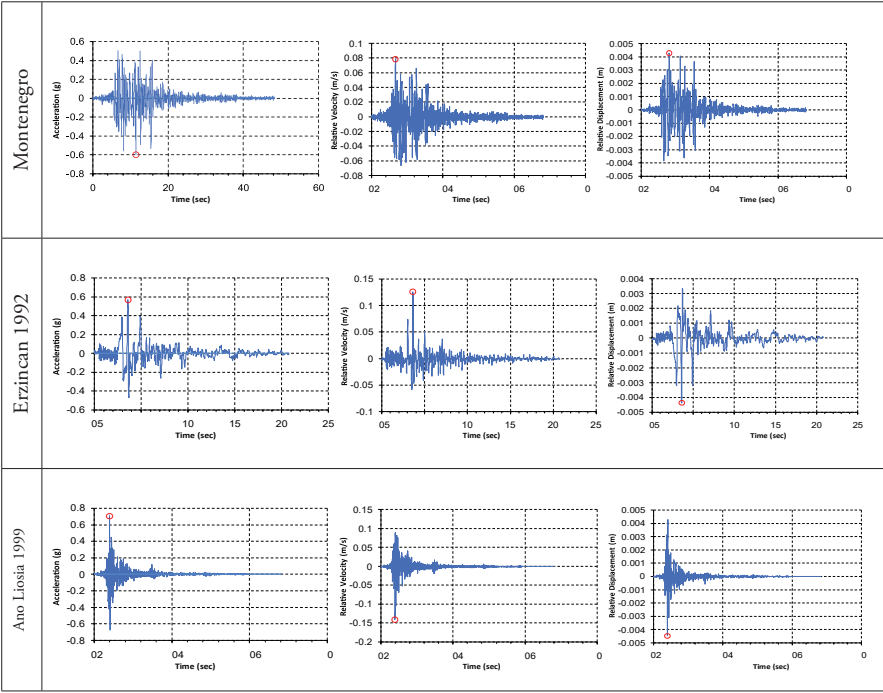 Montenegro
Acceleration (g)
0.6
0.4
0.2
0
-0.2
-0.4
-0.6
-0.8
0 20 40 60
Time (sec)
Relative Velocity (m/s)
0.1
0.08
0.06
0.04
0.02
0
-0.02
-0.04
-0.06
-0.08
02 04 06 0
Time (sec)
Relative Displacement (m)
0.005
0.004
0.003
0.002
0.001
0
-0.001
-0.002
-0.003
-0.004
-0.005
02 04 06 0
Time (sec)
Erzincan 1992
Acceleration (g)
0.8
0.6
0.4
0.2
0
-0.2
-0.4
-0.6
05 10 15 20 25
Time (sec)
Relative Velocity (m/s)
0.15
0.1
0.05
0
-0.05
-0.1
05 10 15 20 25
Time (sec)
Relative Displacement (m)
0.004
0.003
0.002
0.001
0
-0.001
-0.002
-0.003
-0.004
-0.005
05 10 15 20 25
Time (sec)
Ano Liosia 1999
Acceleration (g)
0.8
0.6
0.4
0.2
0
-0.2
-0.4
-0.6
-0.8
02 04 06 0
Time (sec)
Relative Velocity (m/s)
0.15
0.1
0.05
0
-0.05
-0.1
-0.15
-0.2
02 04 06 0
Time (sec)
Relative Displacement (m)
0.005
0.004
0.003
0.002
0.001
0
-0.001
-0.002
-0.003
-0.004
-0.005
02 04 06 0
Time (sec)